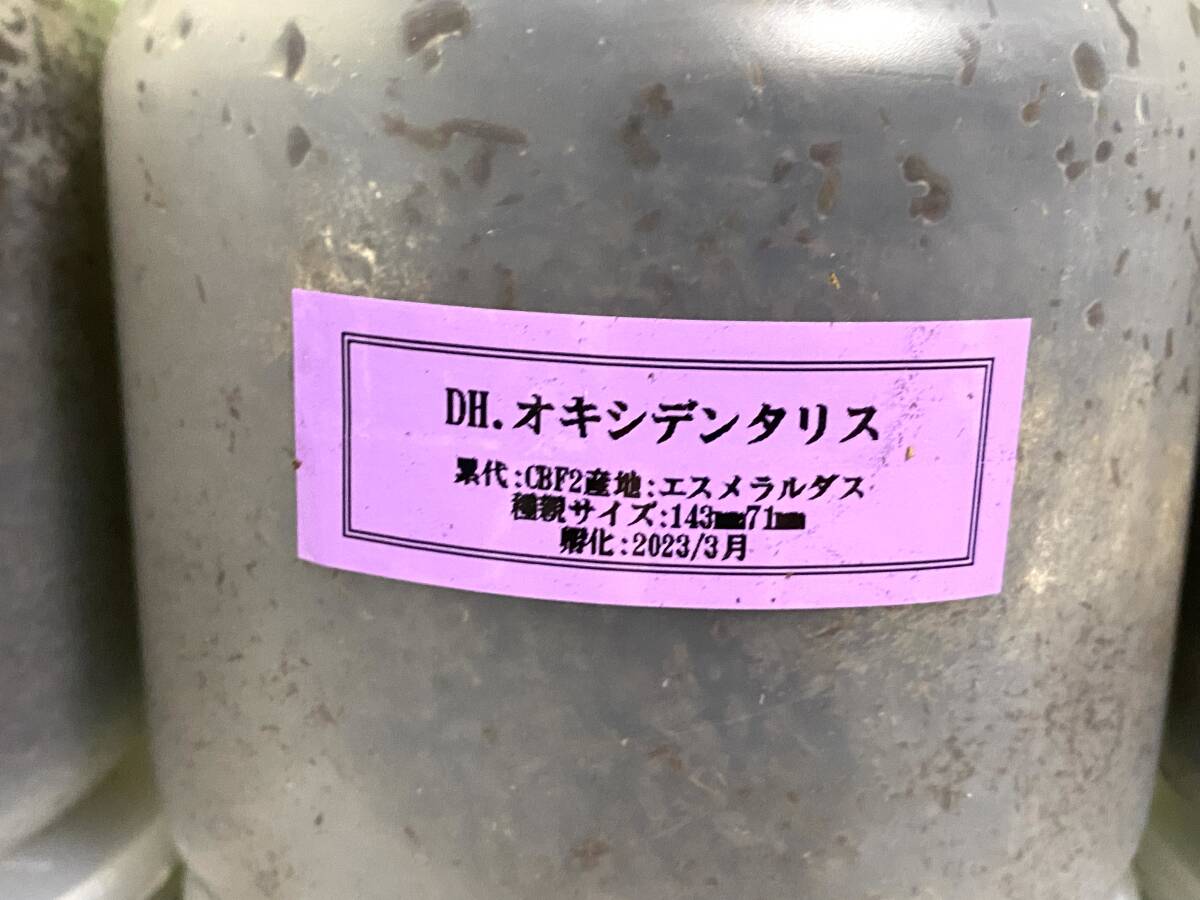 DH.オキシデンタリス
累代:CBF2産地:エスメラルダス
種親サイズ:143㎜71㎜
孵化:2023/3月